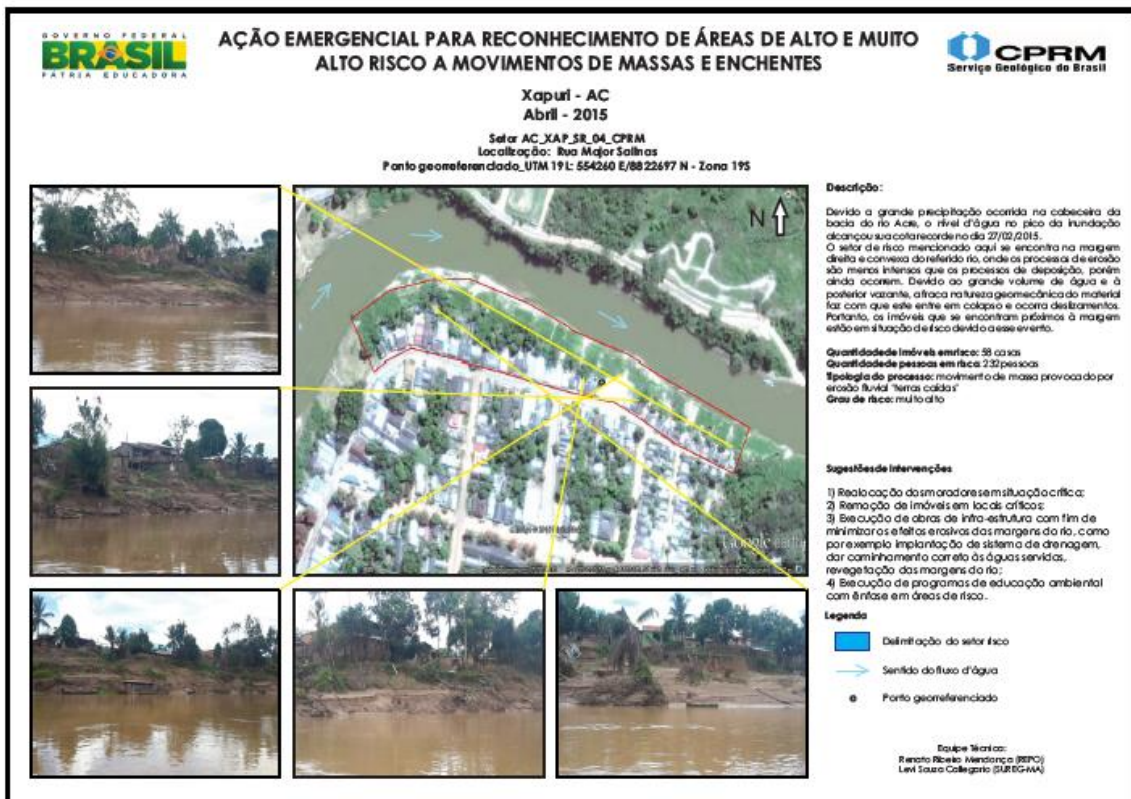 GOVERNO FEDERAL
BRASIL
PÁTRIA EDUCADORA
AÇÃO EMERGENCIAL PARA RECONHECIMENTO DE ÁREAS DE ALTO E MUITO
ALTO RISCO A MOVIMENTOS DE MASSAS E ENCHENTES
CPRM
Serviço Geológico do Brasil
Xapuri - AC
Abril - 2015
Setor AC_XAP_SR_04_CPRM
Localização: Rua Major Salinas
Ponto georreferenciado_UTM 19 L: 554260 E/8822697 N - Zona 19S
N
Google earth
Descrição:
Devido a grande precipitação ocorrida na cabeceira da
bacia do rio Acre, o nível d'água no pico da inundação
alcançou sua cota recorde no dia 27/02/2015.
O setor de risco mencionado aqui se encontra na margem
direita e convexa do referido rio, onde os processos de erosão
são menos intensos que os processos de deposição, porém
ainda ocorrem. Devido ao grande volume de água e à
posterior vazante, a fraca natureza geomecânica do material
faz com que este entre em colapso e ocorra deslizamentos.
Portanto, os imóveis que se encontram próximos à margem
estão em situação de risco devido a esse evento.
Quantidade de imóveis em risco: 58 casas
Quantidade de pessoas em risco: 232 pessoas
Tipologia do processo: movimento de massa provocado por
erosão fluvial "terras caídas"
Grau de risco: muito alto
Sugestões de intervenções
1) Realocação dos moradores em situação crítica;
2) Remoção de imóveis em locais críticos;
3) Execução de obras de infra-estrutura com fim de
minimizar os efeitos erosivos das margens do rio, como
por exemplo implantação de sistema de drenagem,
dar caminhamento correto às águas servidas,
revegetação das margens do rio;
4) Execução de programas de educação ambiental
com ênfase em áreas de risco.
Legenda
Delimitação do setor risco
Sentido do fluxo d'água
Ponto georreferenciado
Equipe Técnica:
Renato Ribeiro Mendonça (REPO)
Levi Souza Callegario (SUREG-MA)